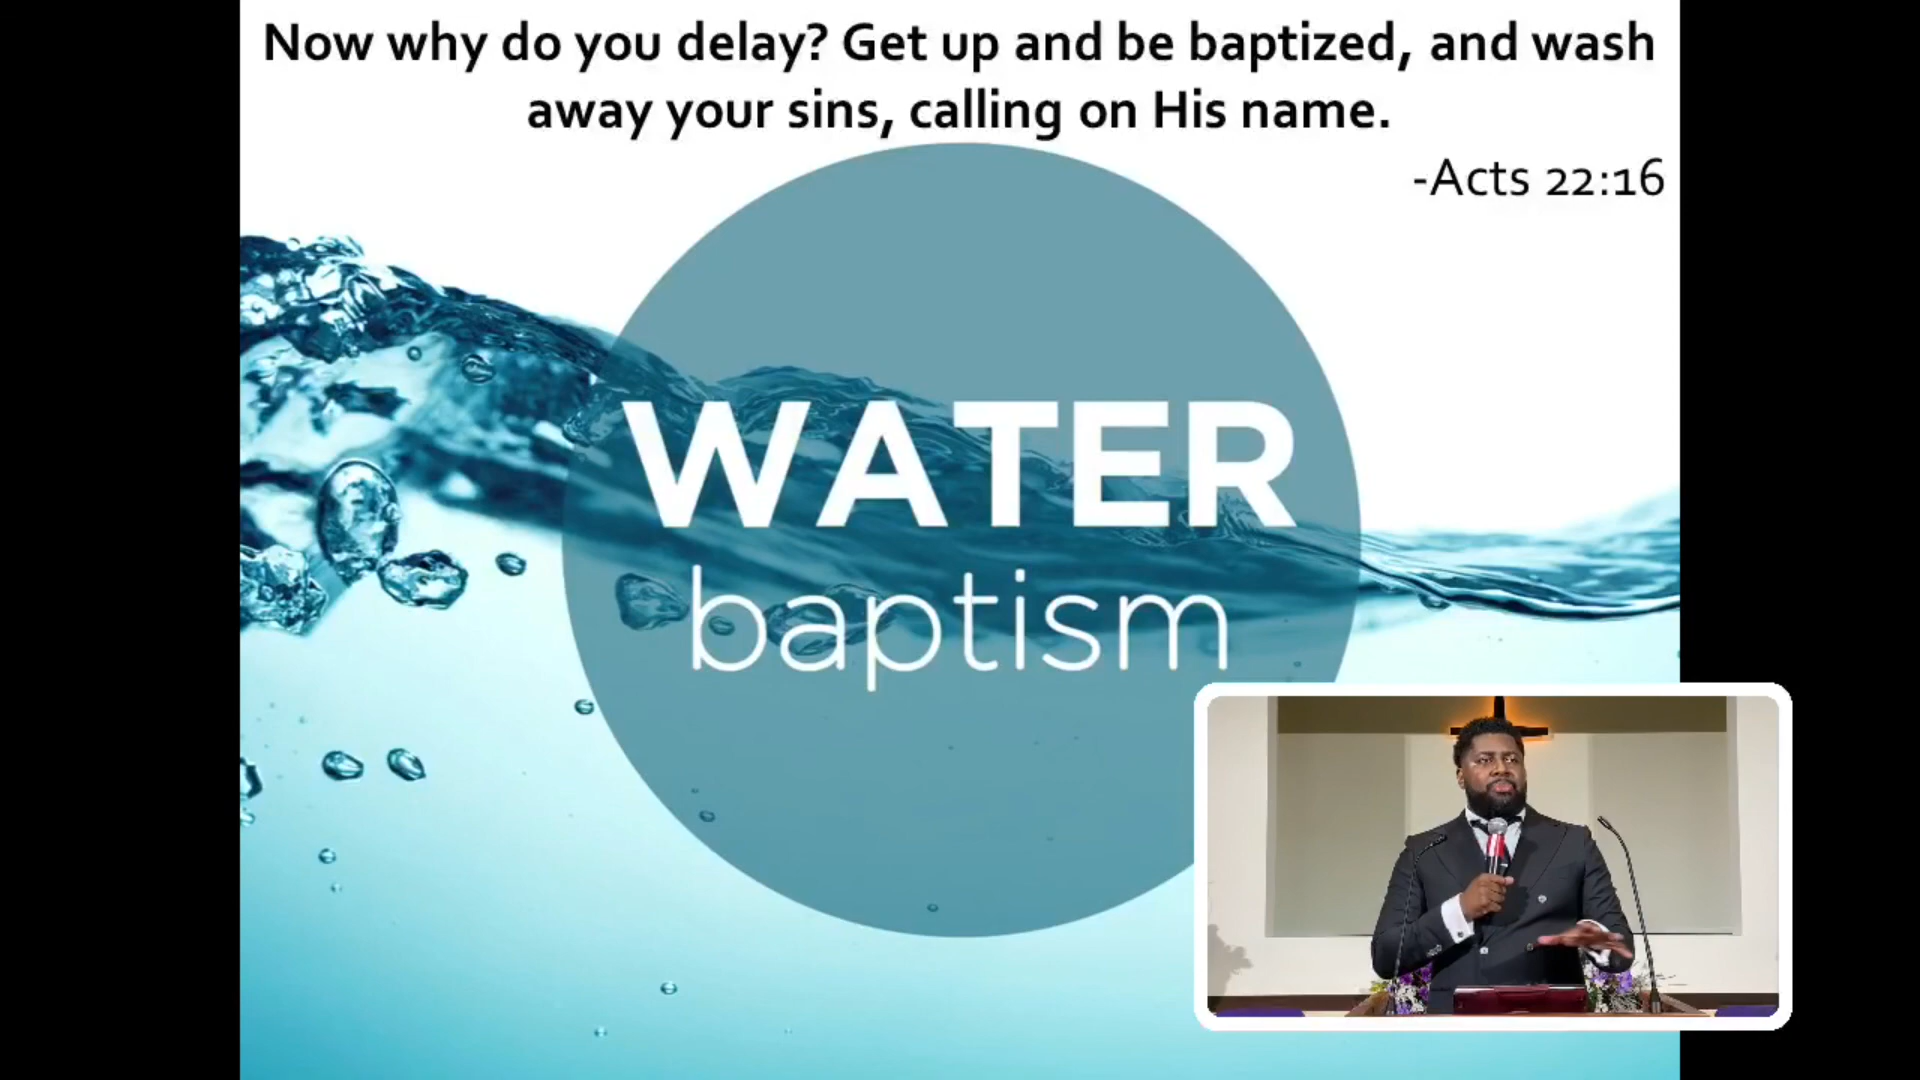 Now why do you delay? Get up and be baptized, and wash
away your sins, calling on His name.
-Acts 22:16
WATER
baptism